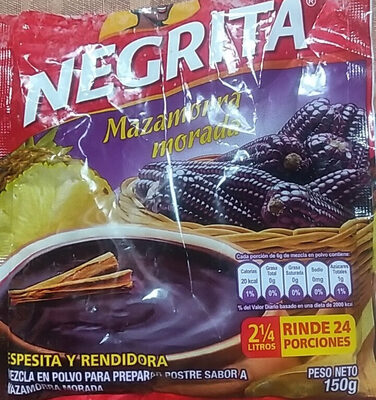 NEGRITA
Mazamorra
morada
Cada porción de 6g de mezcla en polvo contiene:
Calorías
20 kcal
1%
Grasa
Total
0g
0%
Grasa
Saturada
0g
0%
Sodio
0mg
0%
Azúcares
Totales
1g
1%
% del Valor Diario basado en una dieta de 2000 kcal
2¼
LITROS
RINDE 24
PORCIONES
ESPESITA Y RENDIDORA
MEZCLA EN POLVO PARA PREPARAR POSTRE SABOR A
MAZAMORRA MORADA
PESO NETO
150g